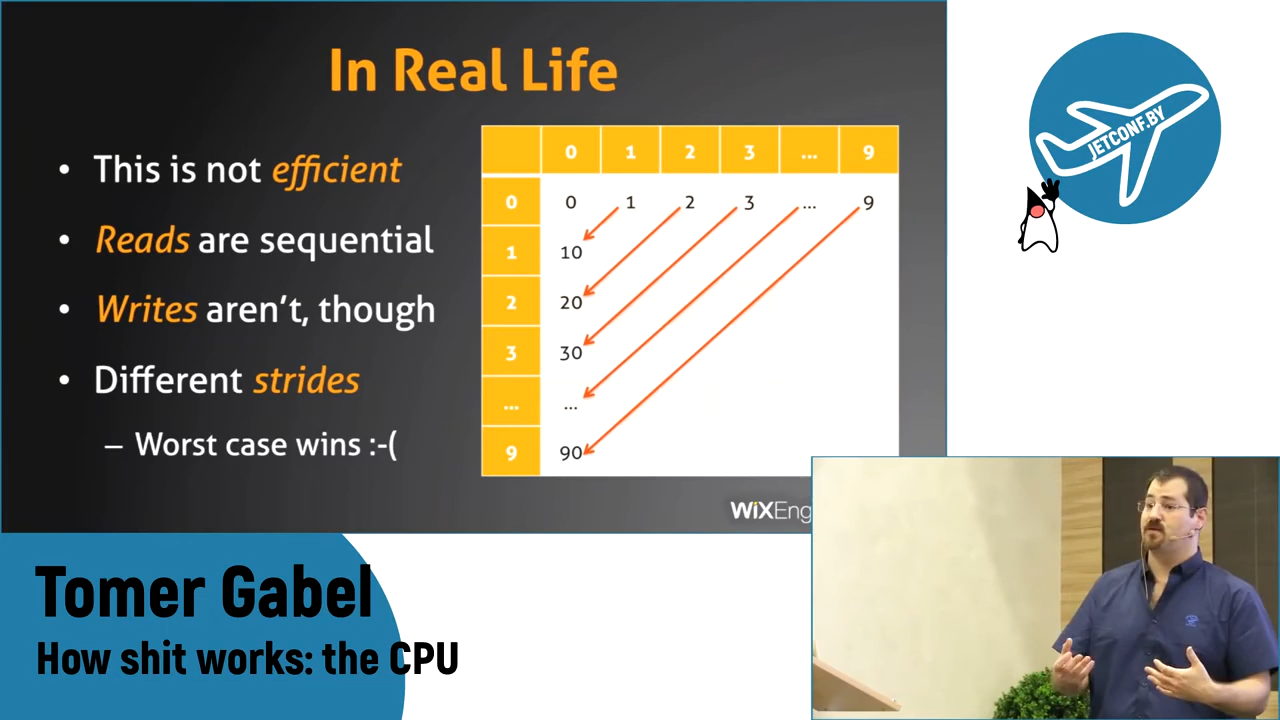 In Real Life
• This is not efficient
• Reads are sequential
• Writes aren't, though
• Different strides
– Worst case wins :-(
0 1 2 3 ... 9
0 0 1 2 3 ... 9
1 10
2 20
3 30
... ...
9 90
WiXEng
JETCONF.BY
Tomer Gabel
How shit works: the CPU